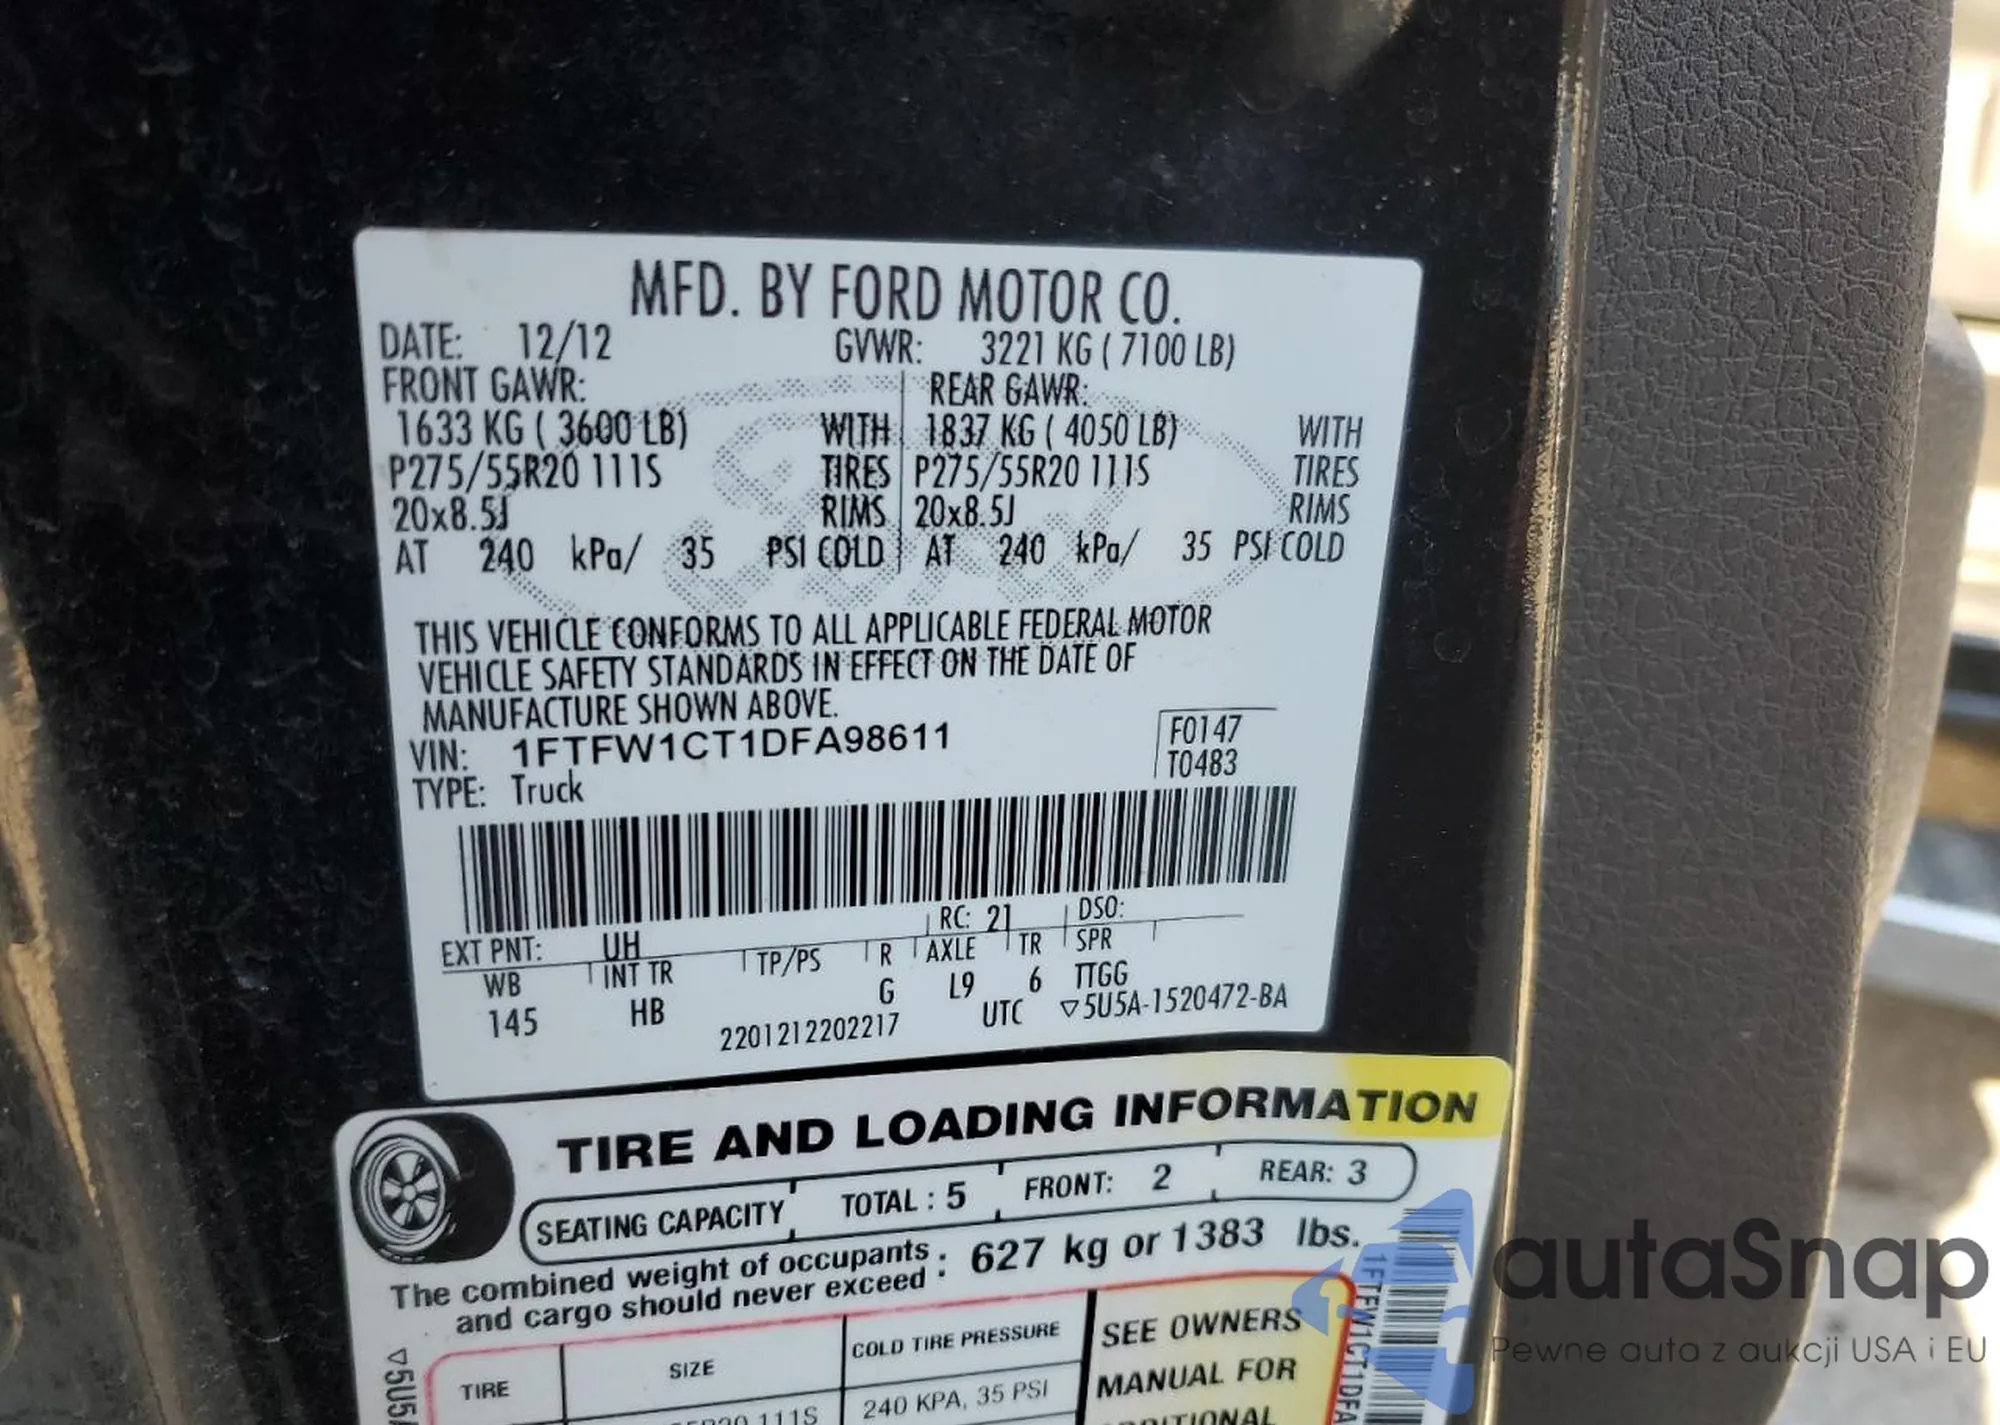 MFD. BY FORD MOTOR CO.
DATE: 12/12 GVWR: 3221 KG ( 7100 LB)
FRONT GAWR: REAR GAWR:
1633 KG ( 3600 LB) WITH 1837 KG ( 4050 LB) WITH
P275/55R20 111S TIRES P275/55R20 111S TIRES
20x8.5J RIMS 20x8.5J RIMS
AT 240 kPa/ 35 PSI COLD AT 240 kPa/ 35 PSI COLD
THIS VEHICLE CONFORMS TO ALL APPLICABLE FEDERAL MOTOR
VEHICLE SAFETY STANDARDS IN EFFECT ON THE DATE OF
MANUFACTURE SHOWN ABOVE.
VIN: 1FTFW1CT1DFA98611 F0147
TYPE: Truck T0483
EXT PNT: UH RC: 21 DSO:
WB INT TR TP/PS R AXLE TR SPR
145 HB G L9 6 TTGG
2201212202217 UTC ▽5U5A-1520472-BA
TIRE AND LOADING INFORMATION
SEATING CAPACITY TOTAL : 5 FRONT: 2 REAR: 3
The combined weight of occupants
and cargo should never exceed : 627 kg or 1383 lbs.
TIRE SIZE COLD TIRE PRESSURE SEE OWNERS
MANUAL FOR
240 KPA, 35 PSI
ADDITIONAL
111S
▽5U5A
1FTFW1CT1DFA
autaSnap
Pewne auta z aukcji USA i EU